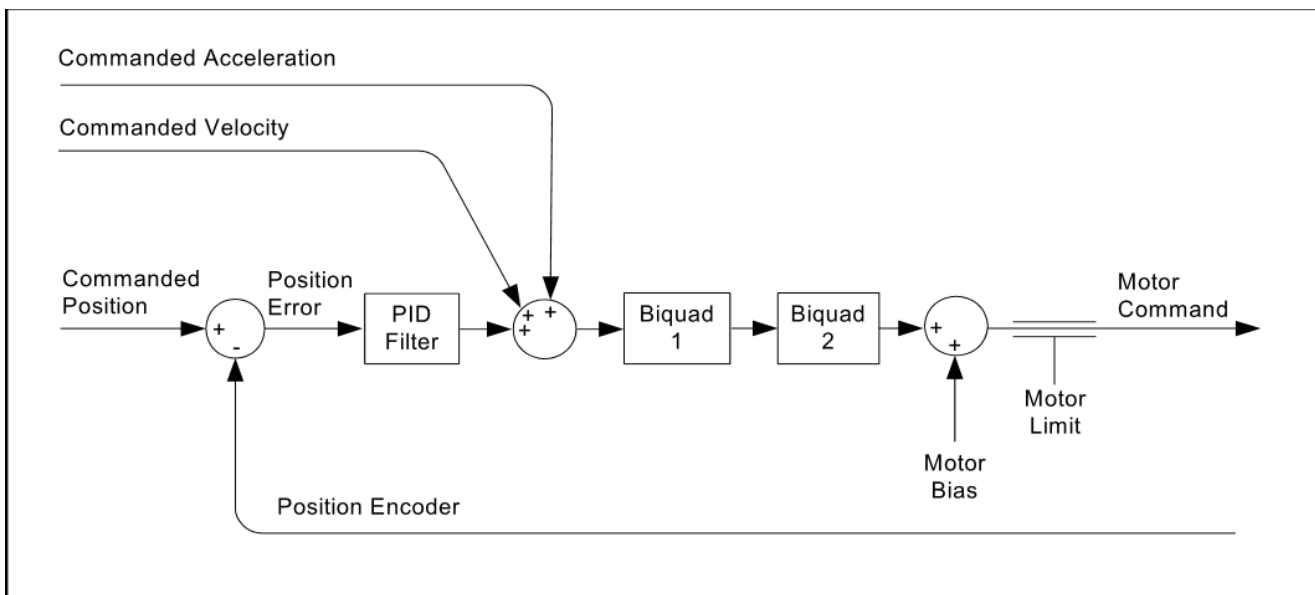 Commanded Acceleration
Commanded Velocity
Commanded
Position
+
-
Position
Error
PID
Filter
+
+
+
Biquad
1
Biquad
2
+
+
Motor
Bias
Motor
Limit
Motor
Command
Position Encoder